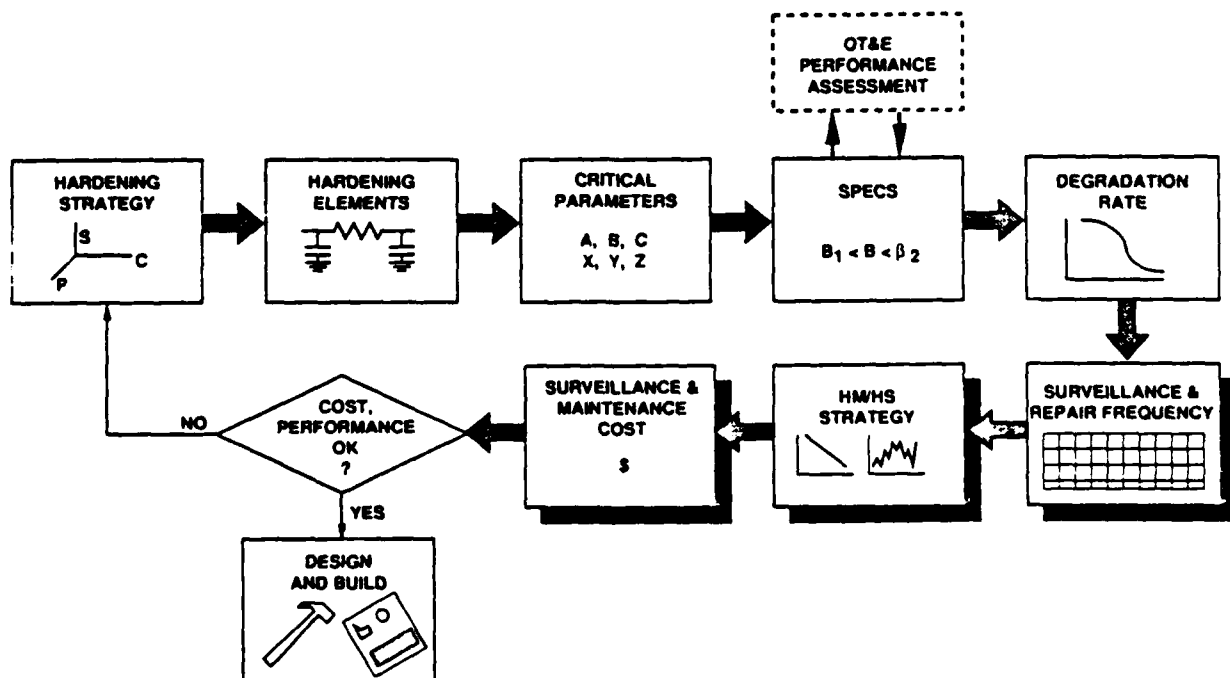 OT&E
PERFORMANCE
ASSESSMENT
HARDENING
STRATEGY
S
C
P
HARDENING
ELEMENTS
CRITICAL
PARAMETERS
A, B, C
X, Y, Z
SPECS
B₁ < B < β₂
DEGRADATION
RATE
SURVEILLANCE &
REPAIR FREQUENCY
HM/HS
STRATEGY
SURVEILLANCE &
MAINTENANCE
COST
$
COST,
PERFORMANCE
OK
?
NO
YES
DESIGN
AND BUILD